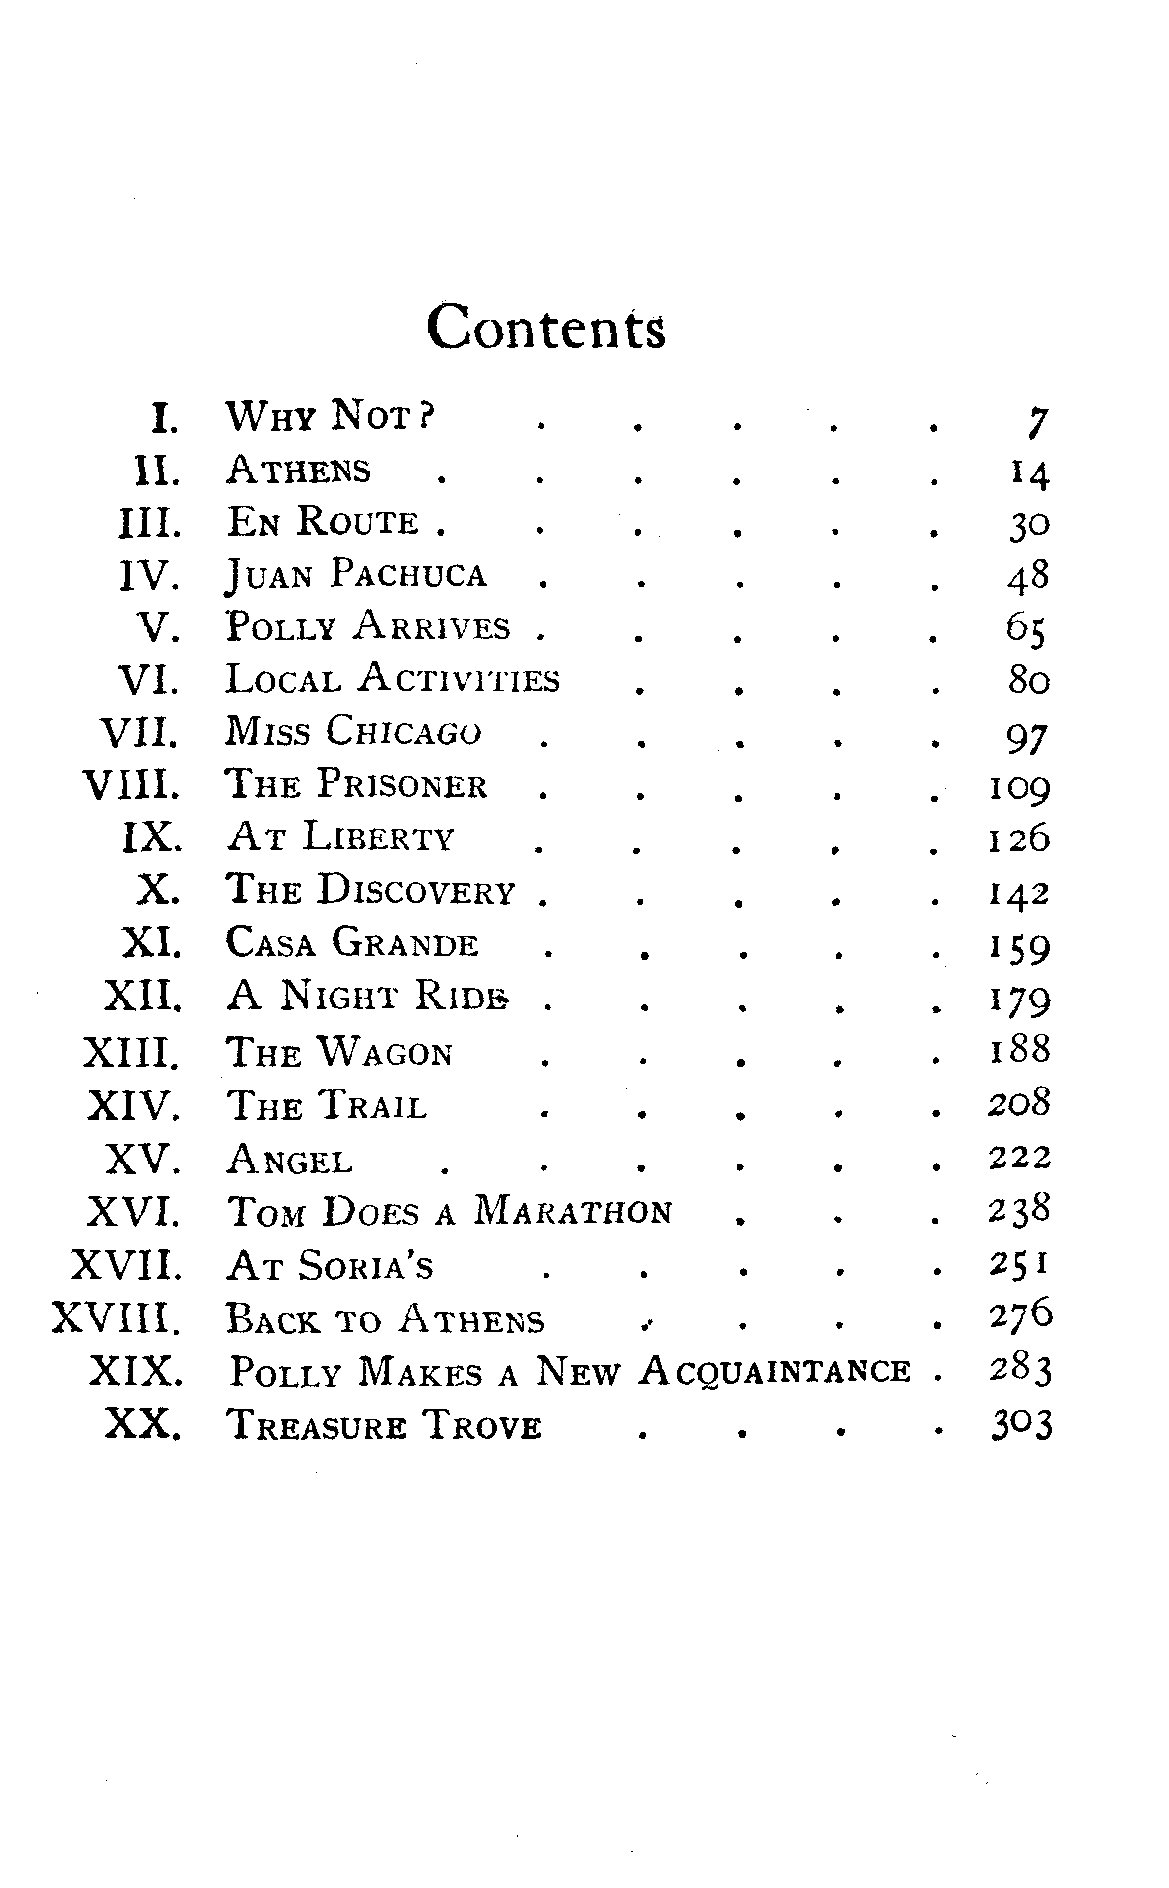 Contents
I. WHY NOT? . . . . . 7
II. ATHENS . . . . . . 14
III. EN ROUTE . . . . . . 30
IV. JUAN PACHUCA . . . . . 48
V. POLLY ARRIVES . . . . . 65
VI. LOCAL ACTIVITIES . . . . 80
VII. MISS CHICAGO . . . . . 97
VIII. THE PRISONER . . . . . 109
IX. AT LIBERTY . . . . . 126
X. THE DISCOVERY . . . . . 142
XI. CASA GRANDE . . . . . 159
XII. A NIGHT RIDE . . . . . 179
XIII. THE WAGON . . . . . 188
XIV. THE TRAIL . . . . . 208
XV. ANGEL . . . . . . 222
XVI. TOM DOES A MARATHON . . . 238
XVII. AT SORIA'S . . . . . 251
XVIII. BACK TO ATHENS . . . . 276
XIX. POLLY MAKES A NEW ACQUAINTANCE . 283
XX. TREASURE TROVE . . . . 303